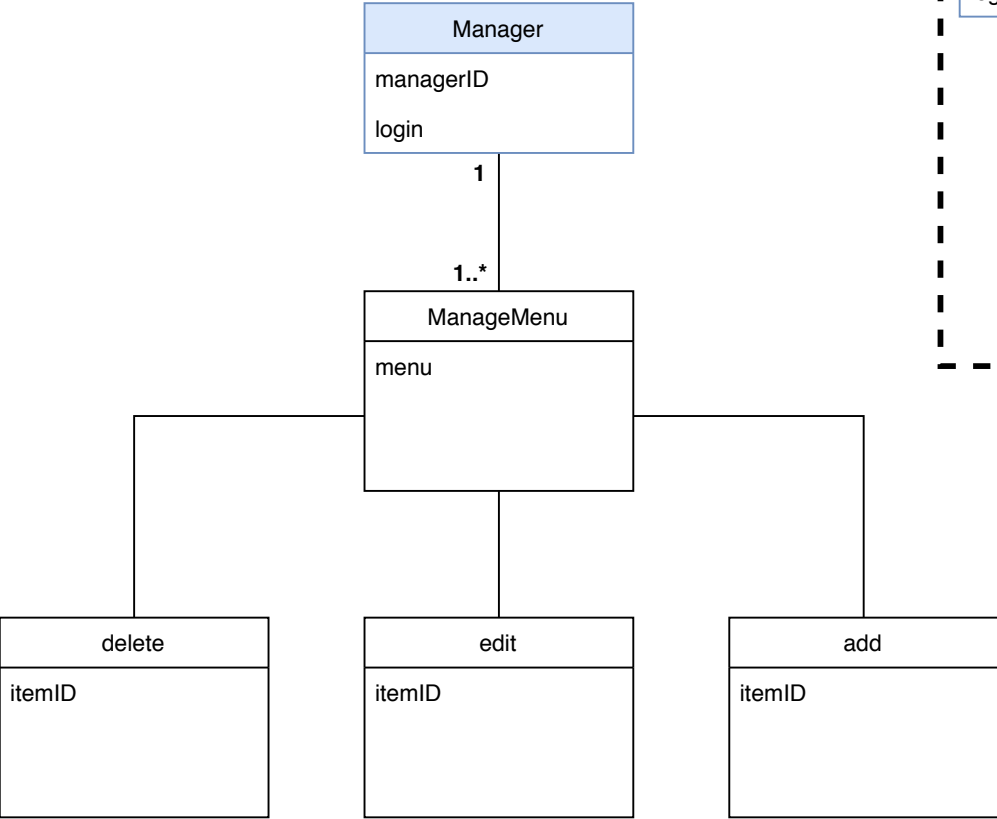 Manager
managerID
login
1
1..*
ManageMenu
menu
delete
itemID
edit
itemID
add
itemID